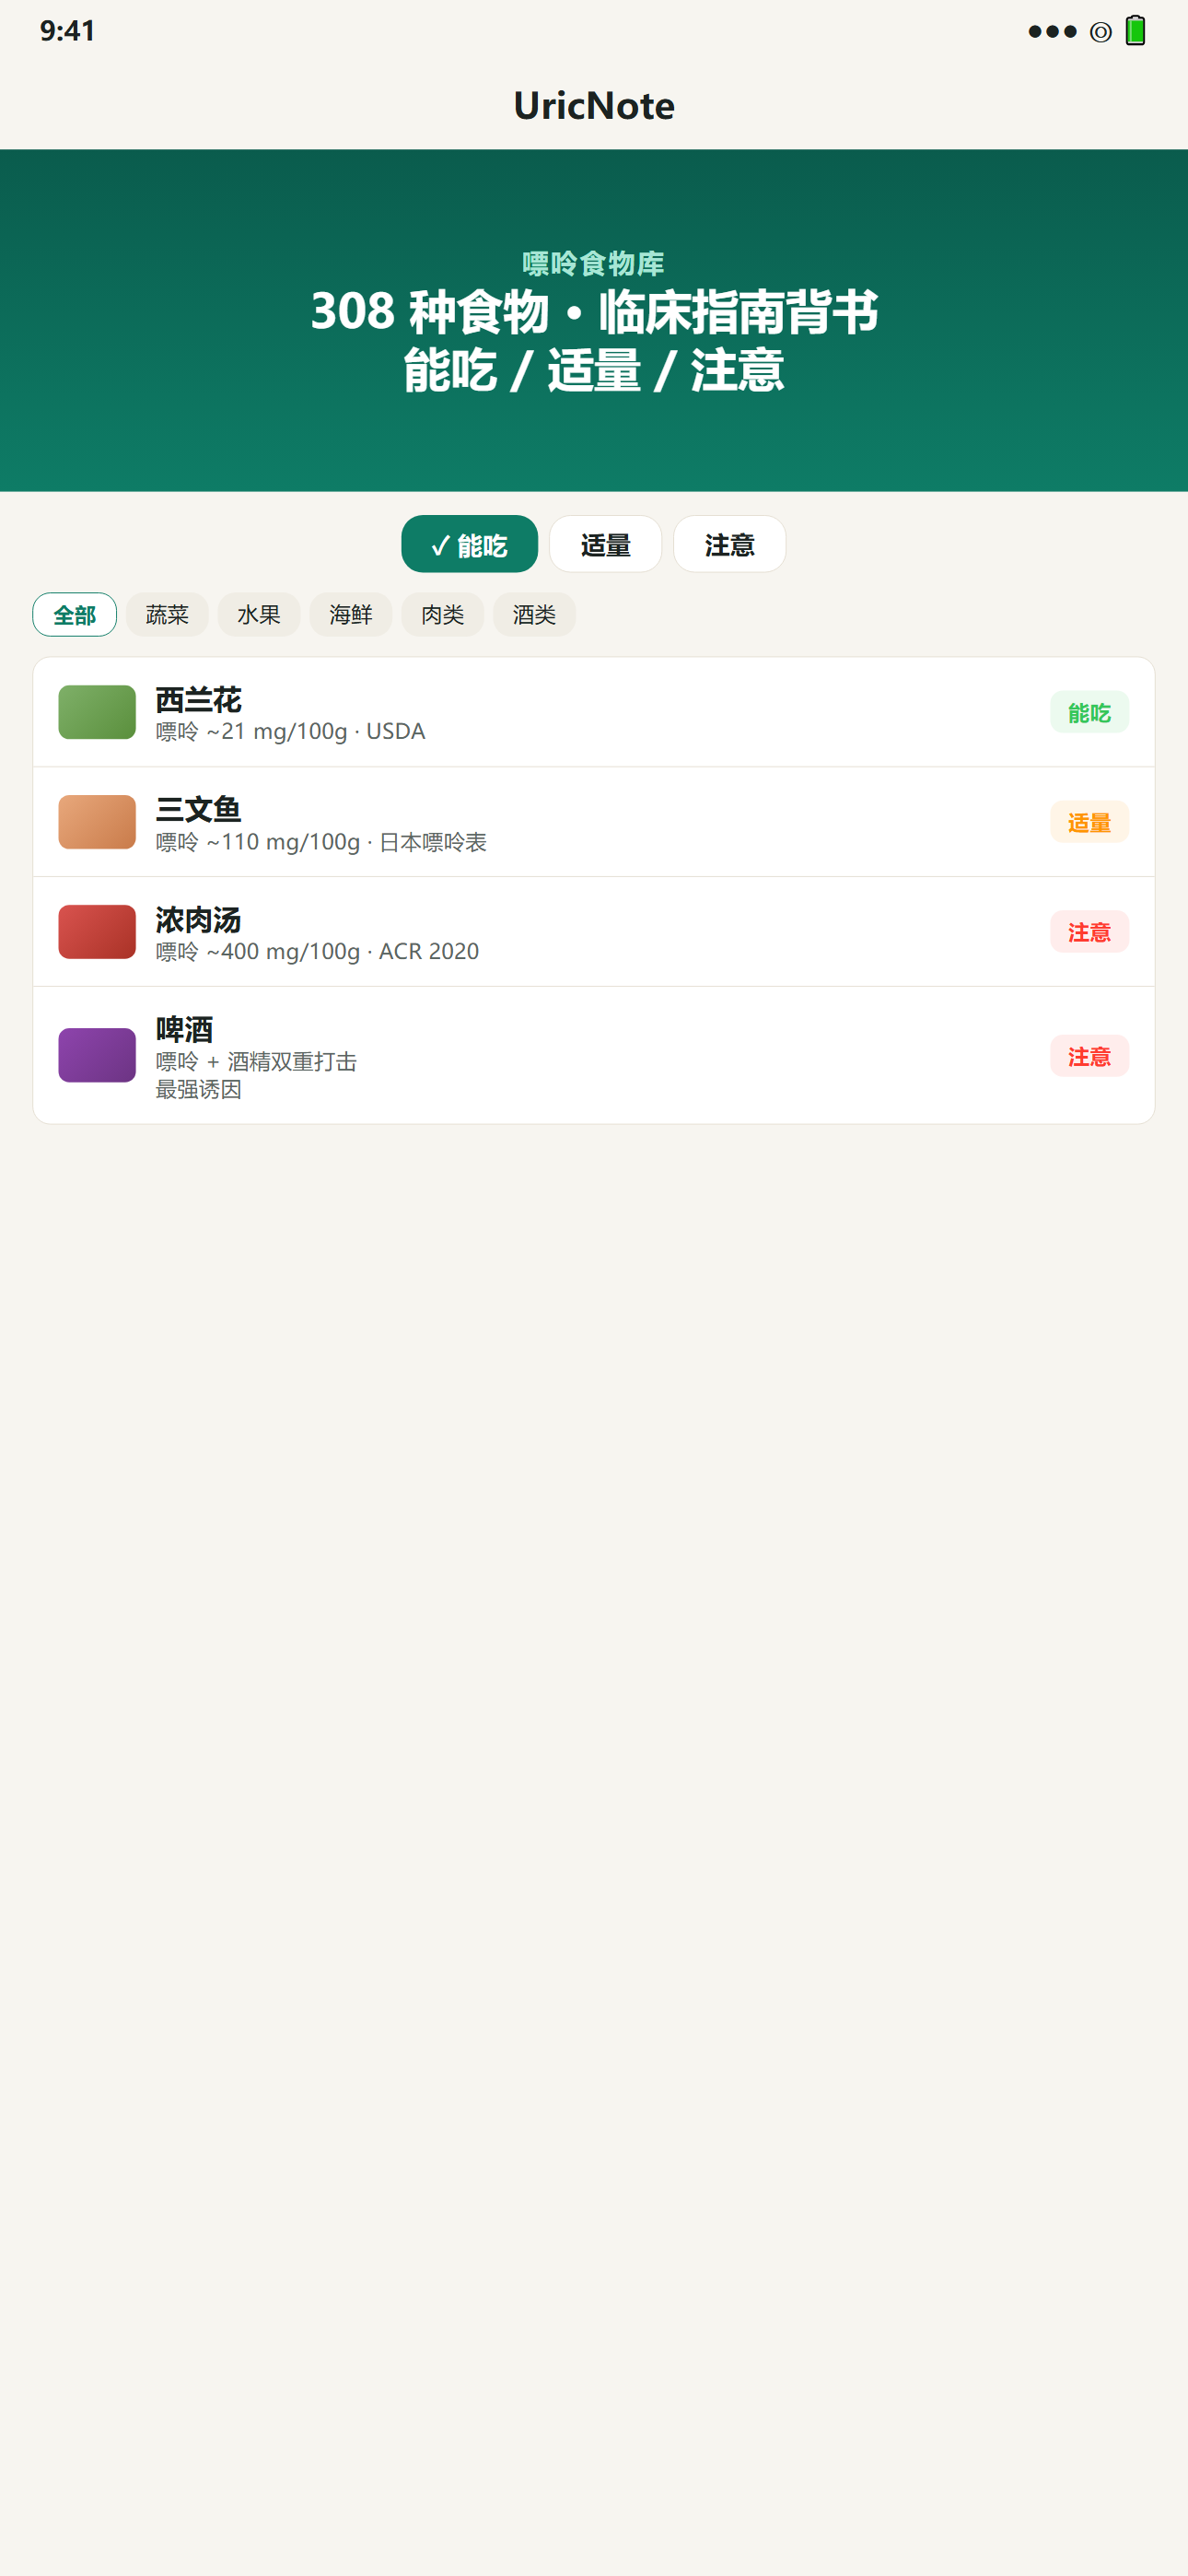 9:41
UricNote
嘌呤食物库
308 种食物 · 临床指南背书
能吃 / 适量 / 注意
✓ 能吃 适量 注意
全部 蔬菜 水果 海鲜 肉类 酒类
西兰花
嘌呤 ~21 mg/100g · USDA
能吃
三文鱼
嘌呤 ~110 mg/100g · 日本嘌呤表
适量
浓肉汤
嘌呤 ~400 mg/100g · ACR 2020
注意
啤酒
嘌呤 + 酒精双重打击
最强诱因
注意